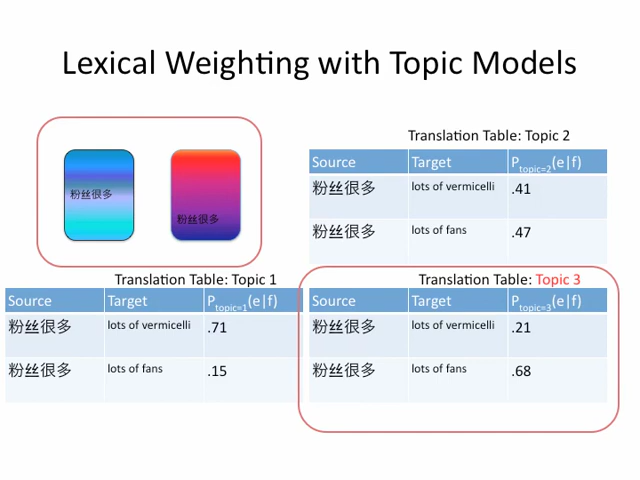 Lexical Weighting with Topic Models
粉丝很多
粉丝很多
Translation Table: Topic 2
Source Target Ptopic=2(e|f)
粉丝很多 lots of vermicelli .41
粉丝很多 lots of fans .47
Translation Table: Topic 1
Source Target Ptopic=1(e|f)
粉丝很多 lots of vermicelli .71
粉丝很多 lots of fans .15
Translation Table: Topic 3
Source Target Ptopic=3(e|f)
粉丝很多 lots of vermicelli .21
粉丝很多 lots of fans .68